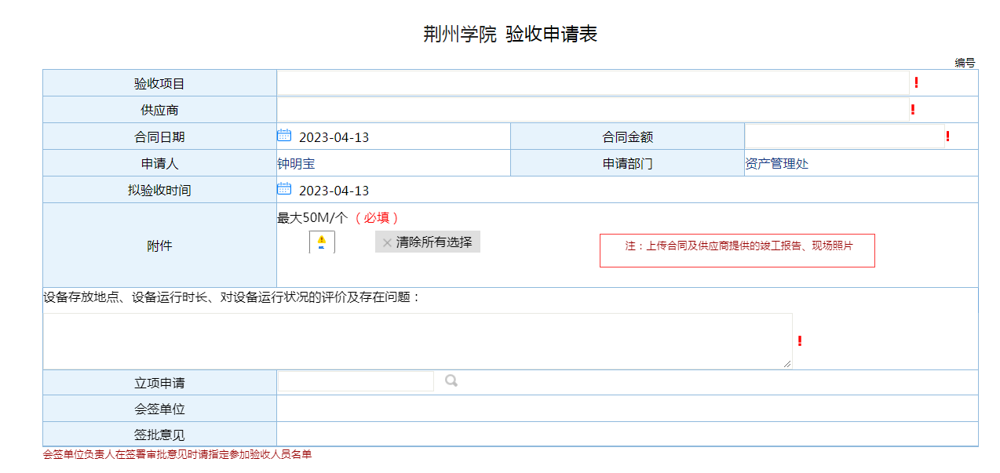 荆州学院 验收申请表
编号
验收项目 !
供应商 !
合同日期 2023-04-13 合同金额 !
申请人 钟明宝 申请部门 资产管理处
拟验收时间 2023-04-13
附件
最大50M/个（必填）
清除所有选择
注：上传合同及供应商提供的竣工报告、现场照片
设备存放地点、设备运行时长、对设备运行状况的评价及存在问题：
!
立项申请
会签单位
签批意见
会签单位负责人在签署审批意见时请指定参加验收人员名单